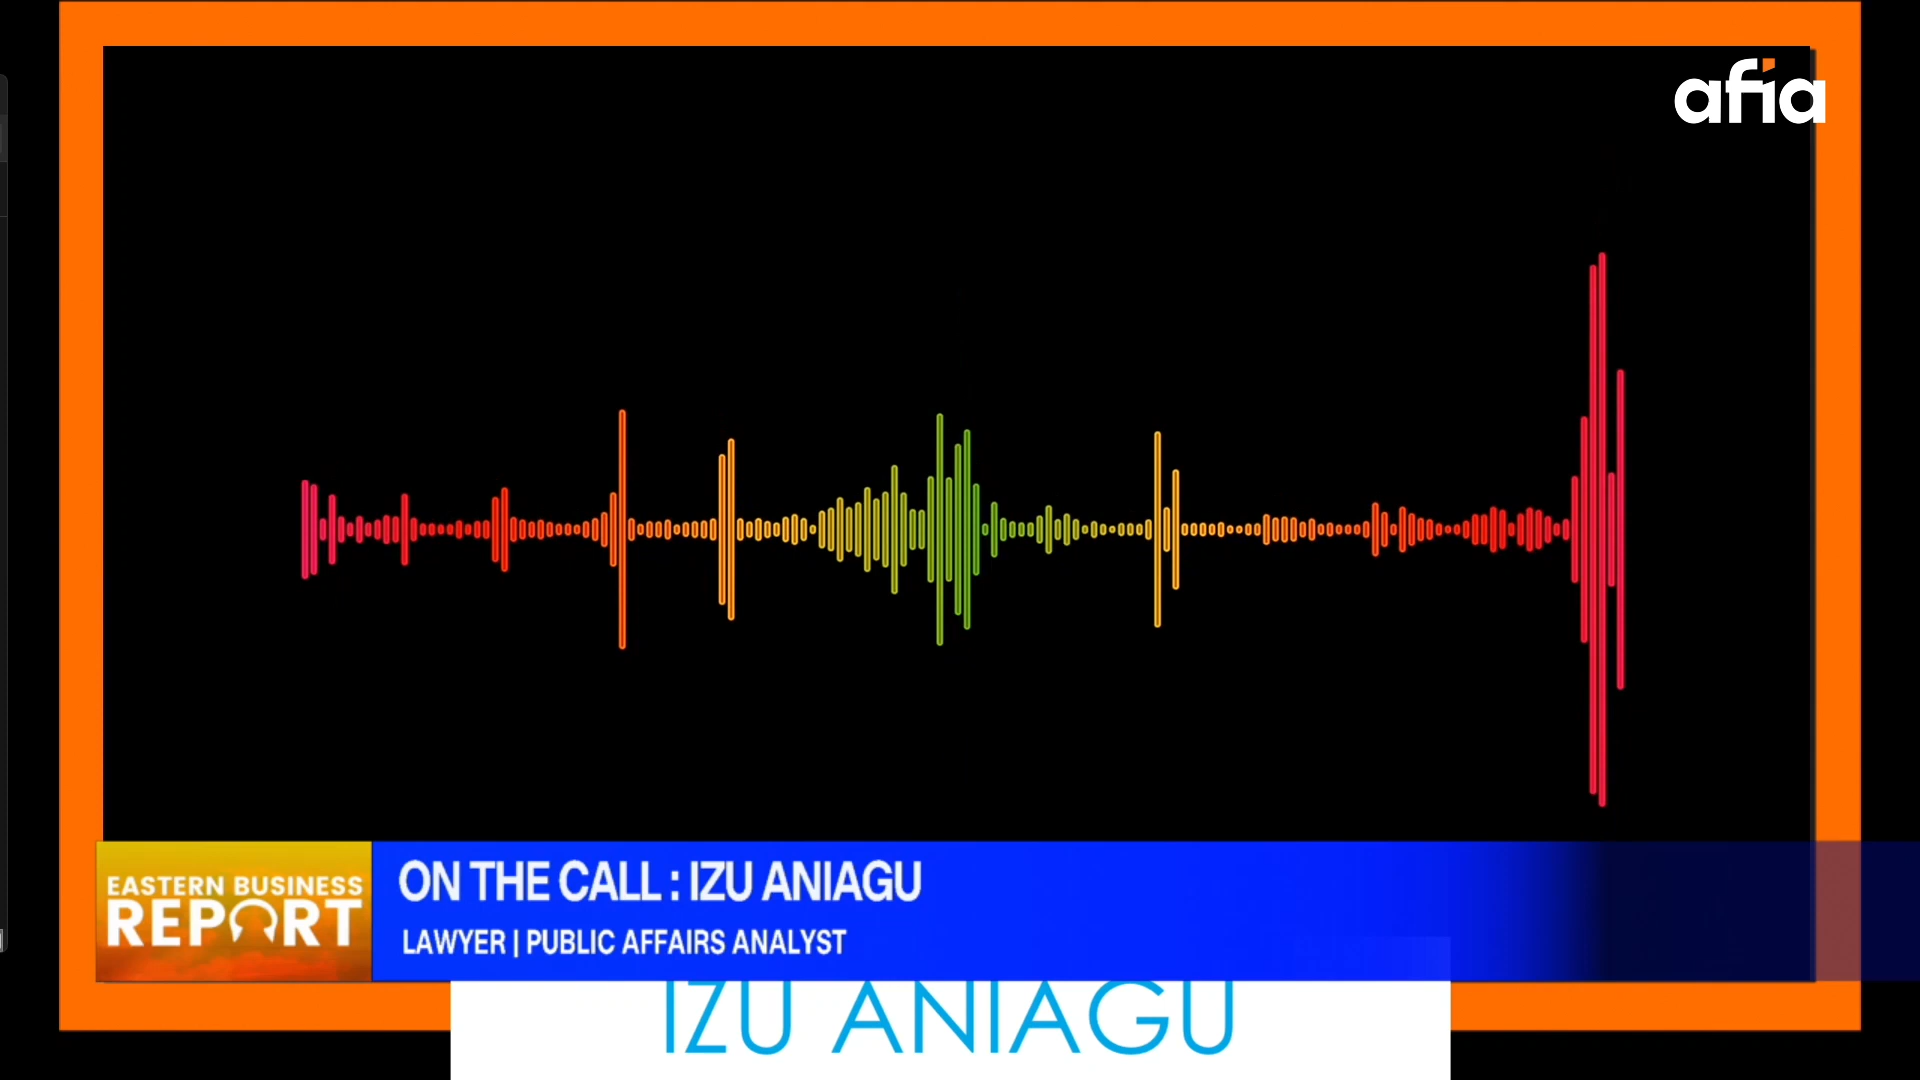 afia
ON THE CALL : IZU ANIAGU
EASTERN BUSINESS
REPORT
LAWYER | PUBLIC AFFAIRS ANALYST
IZU ANIAGU